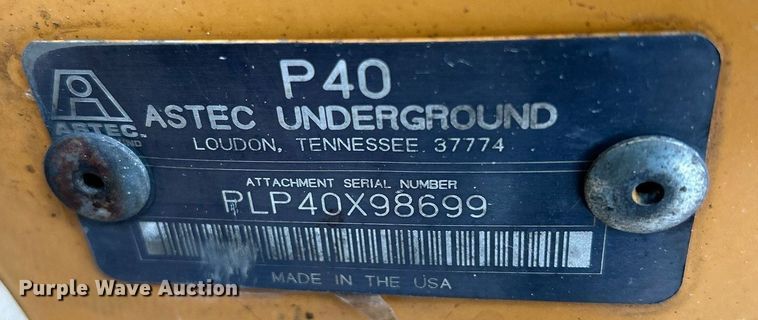 P40
ASTEC
ASTEC UNDERGROUND
LOUDON, TENNESSEE 37774
ATTACHMENT SERIAL NUMBER
PLP40X98699
MADE IN THE USA
Purple Wave Auction